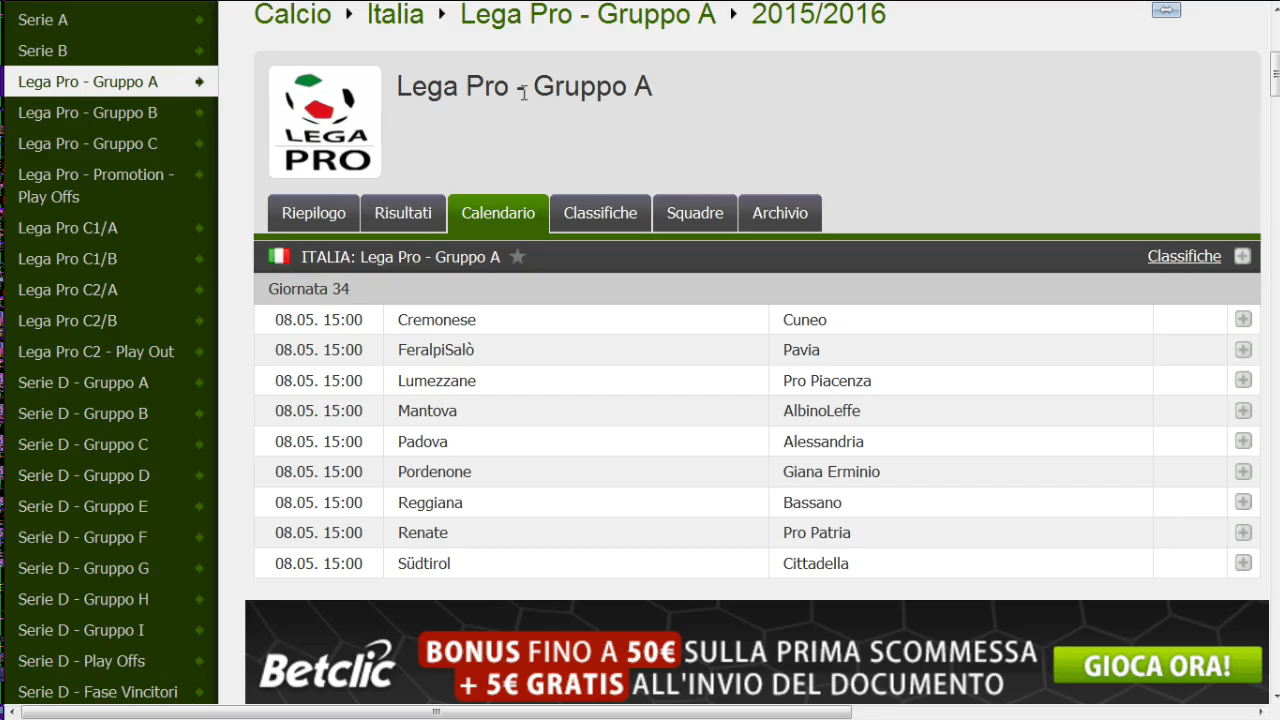 Serie A
Serie B
Lega Pro - Gruppo A
Lega Pro - Gruppo B
Lega Pro - Gruppo C
Lega Pro - Promotion -
Play Offs
Lega Pro C1/A
Lega Pro C1/B
Lega Pro C2/A
Lega Pro C2/B
Lega Pro C2 - Play Out
Serie D - Gruppo A
Serie D - Gruppo B
Serie D - Gruppo C
Serie D - Gruppo D
Serie D - Gruppo E
Serie D - Gruppo F
Serie D - Gruppo G
Serie D - Gruppo H
Serie D - Gruppo I
Serie D - Play Offs
Serie D - Fase Vincitori
Calcio Italia Lega Pro - Gruppo A 2015/2016
LEGA
PRO
Lega Pro - Gruppo A
Riepilogo Risultati Calendario Classifiche Squadre Archivio
ITALIA: Lega Pro - Gruppo A Classifiche
Giornata 34
08.05. 15:00 Cremonese Cuneo
08.05. 15:00 FeralpiSalò Pavia
08.05. 15:00 Lumezzane Pro Piacenza
08.05. 15:00 Mantova AlbinoLeffe
08.05. 15:00 Padova Alessandria
08.05. 15:00 Pordenone Giana Erminio
08.05. 15:00 Reggiana Bassano
08.05. 15:00 Renate Pro Patria
08.05. 15:00 Südtirol Cittadella
Betclic
BONUS FINO A 50€ SULLA PRIMA SCOMMESSA
+ 5€ GRATIS ALL'INVIO DEL DOCUMENTO
GIOCA ORA!